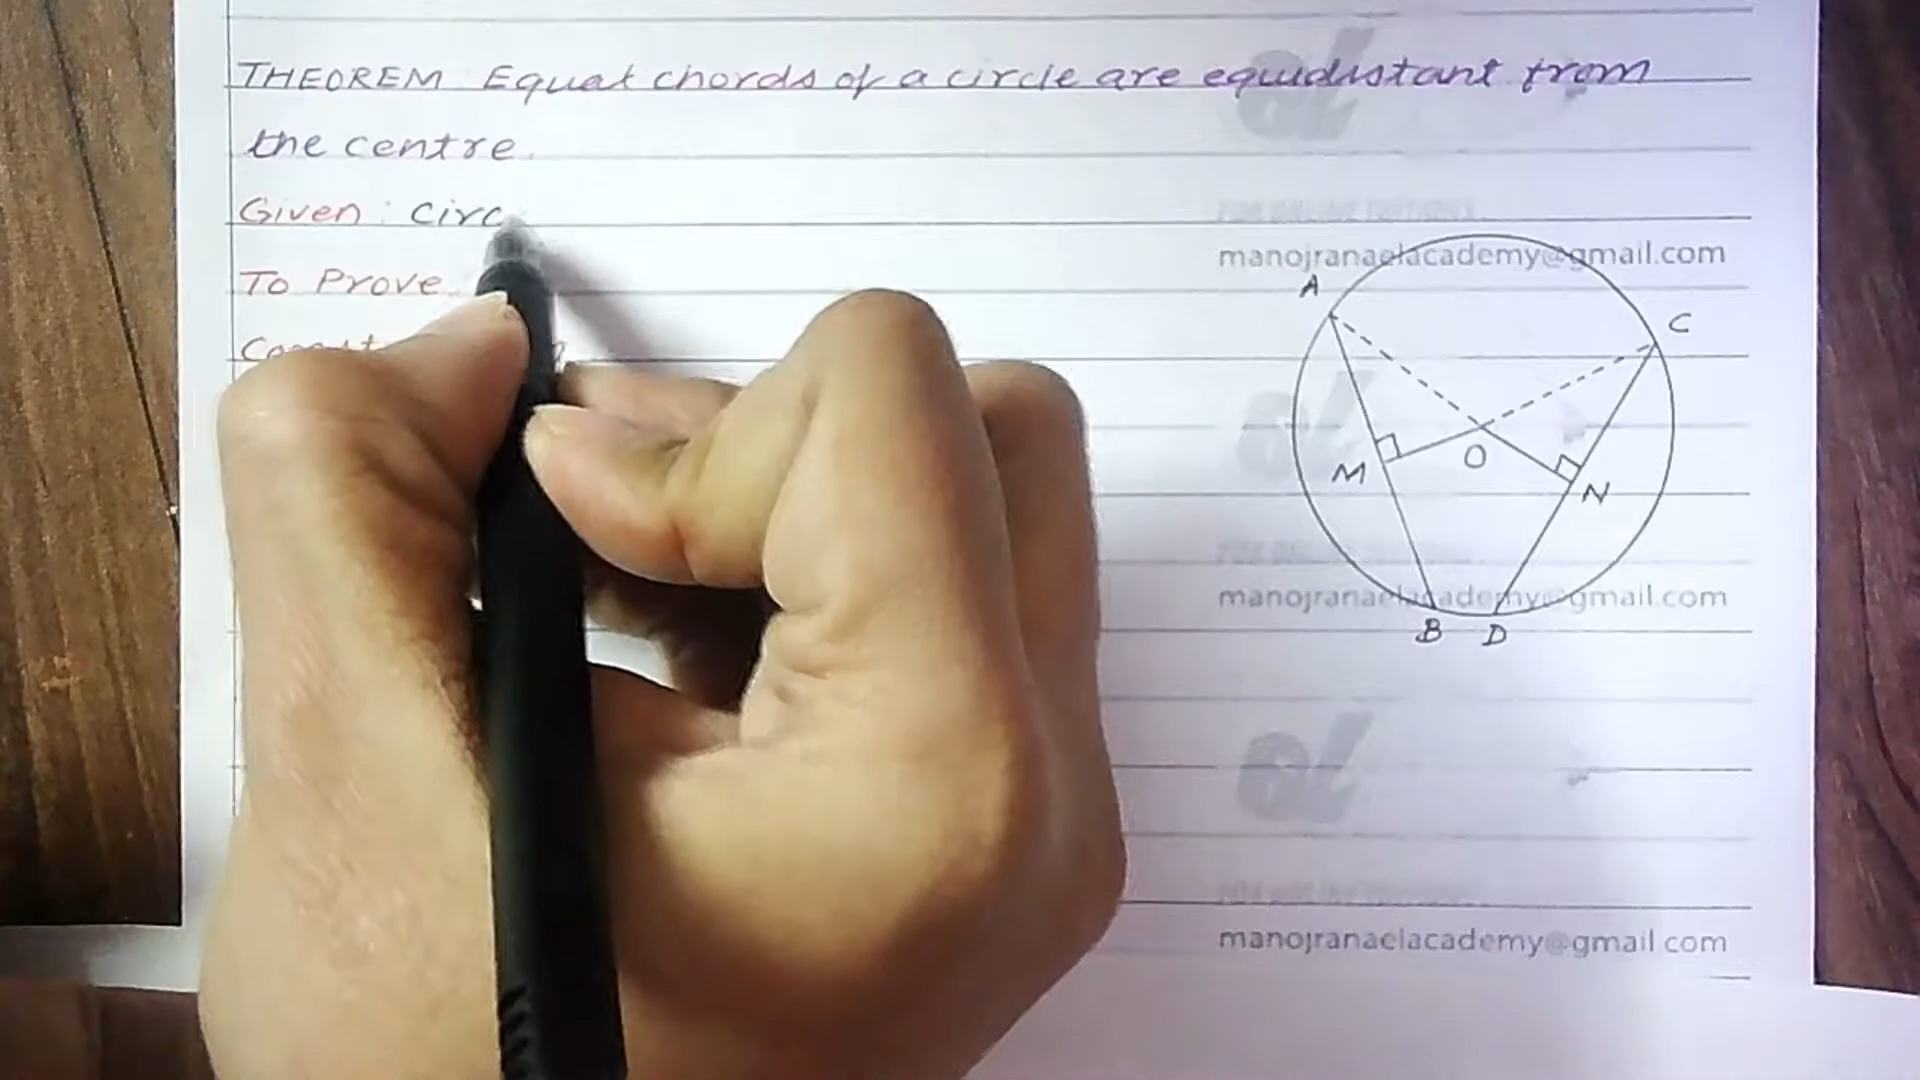 THEOREM Equal chords of a circle are equidistant from
the centre.
Given : Circ
To Prove
manojranaelacademy@gmail.com
A
C
O
M
N
manojranaelacademy@gmail.com
B D
manojranaelacademy@gmail.com